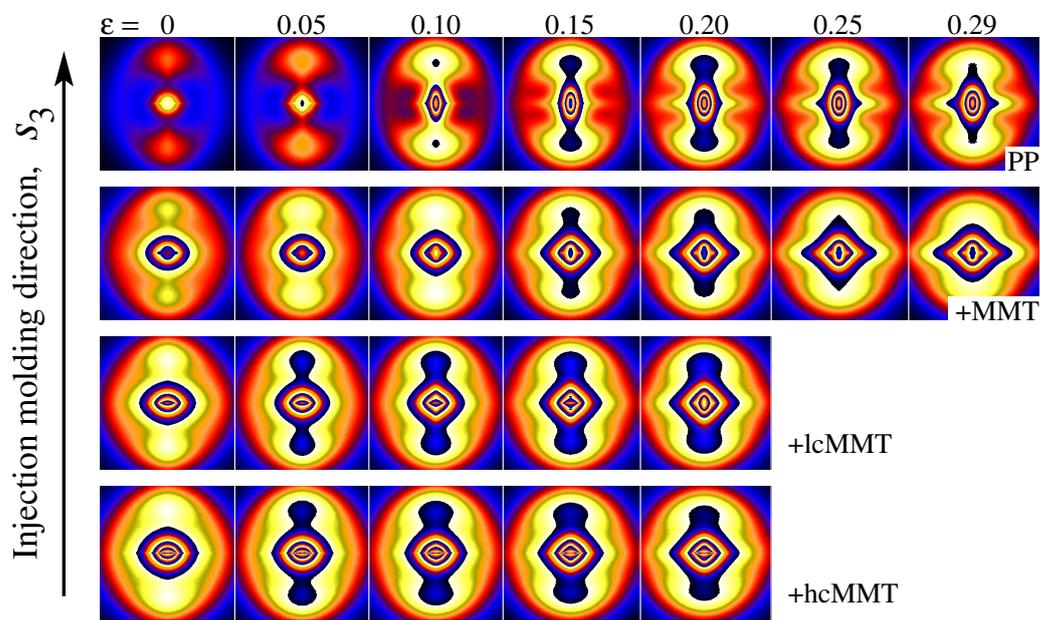 ε = 0 0.05 0.10 0.15 0.20 0.25 0.29
Injection molding direction, s3
PP
+MMT
+lcMMT
+hcMMT